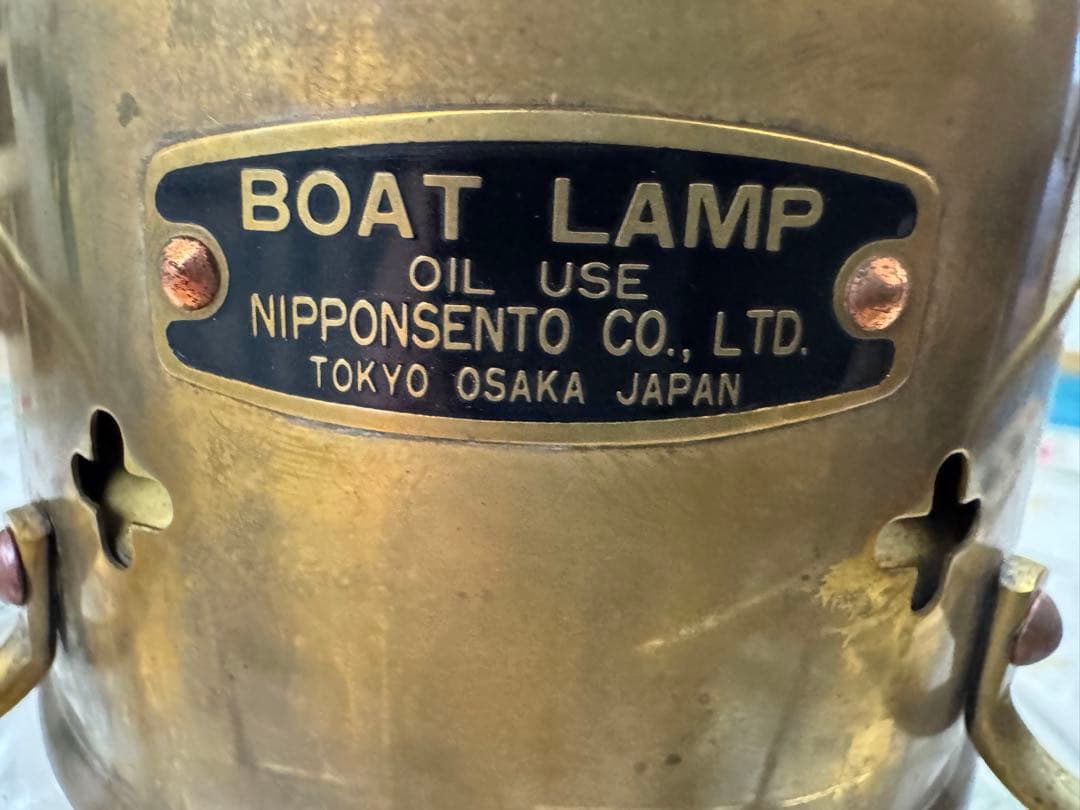 BOAT LAMP
OIL USE
NIPPONSENTO CO., LTD.
TOKYO OSAKA JAPAN